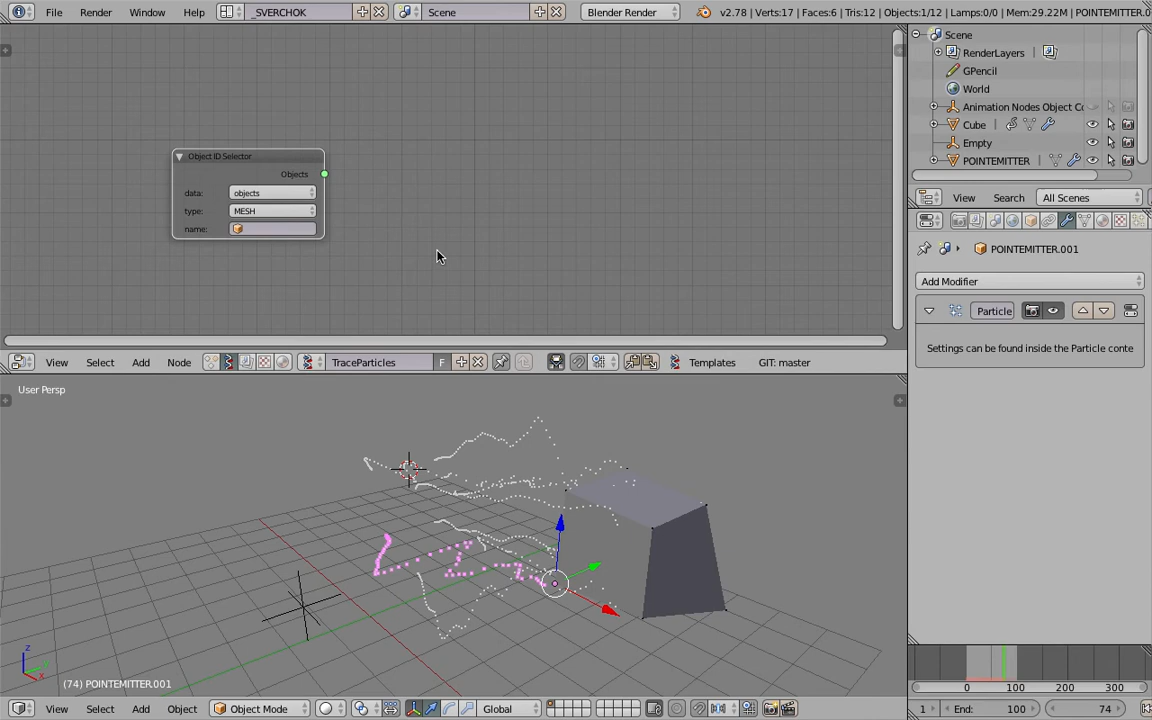 File Render Window Help _SVERCHOK Scene Blender Render v2.78 | Verts:17 | Faces:6 | Tris:12 | Objects:1/12 | Lamps:0/0 | Mem:29.22M | POINTEMITTER.0
Scene
RenderLayers
GPencil
World
Animation Nodes Object Cc
Cube
Empty
POINTEMITTER
View Search All Scenes
Object ID Selector
Objects
data: objects
type: MESH
name:
POINTEMITTER.001
Add Modifier
Particle
Settings can be found inside the Particle conte
View Select Add Node TraceParticles F Templates GIT: master
User Persp
(74) POINTEMITTER.001
0 100 200 300
View Select Add Object Object Mode Global 1 End: 100 74